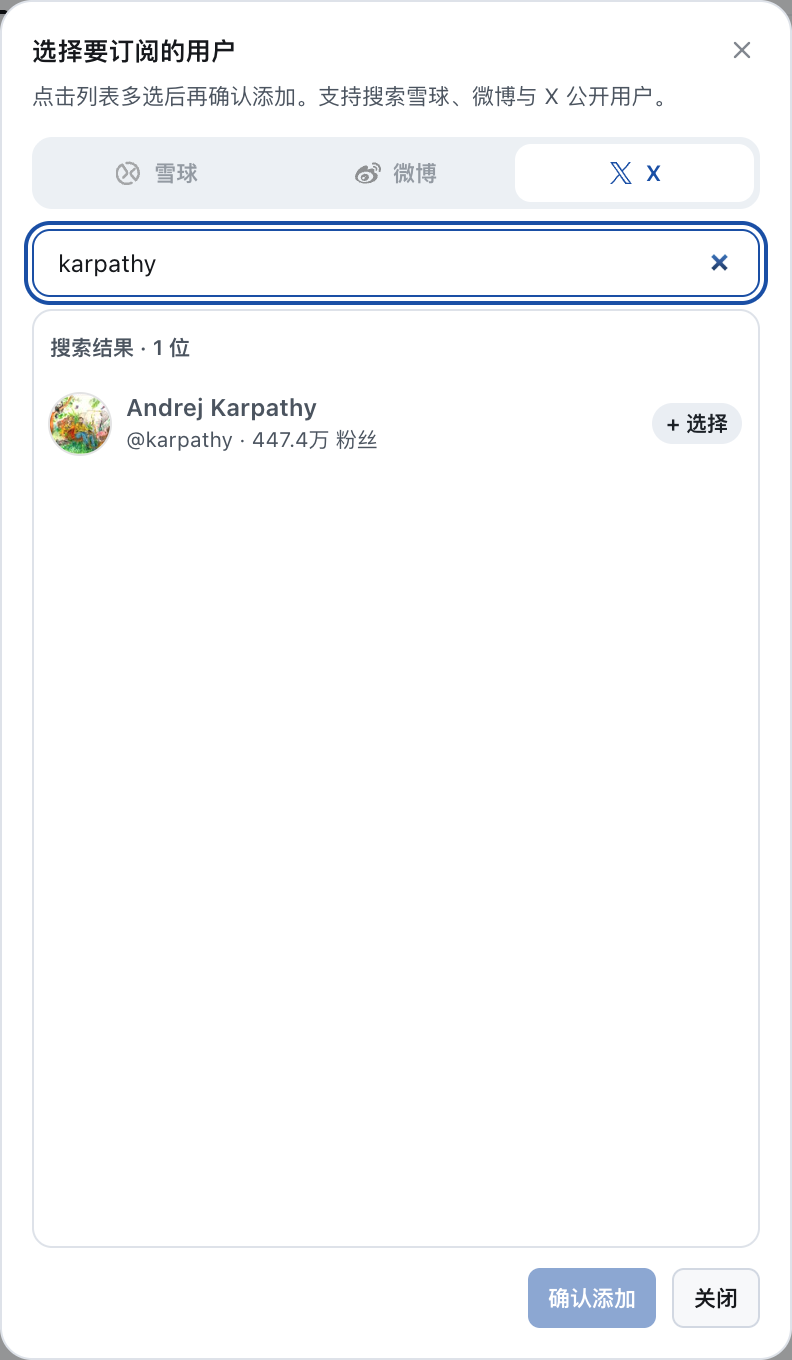 选择要订阅的用户
点击列表多选后再确认添加。支持搜索雪球、微博与 X 公开用户。
雪球 微博 X
karpathy
搜索结果 · 1 位
Andrej Karpathy
@karpathy · 447.4万 粉丝
+ 选择
确认添加 关闭